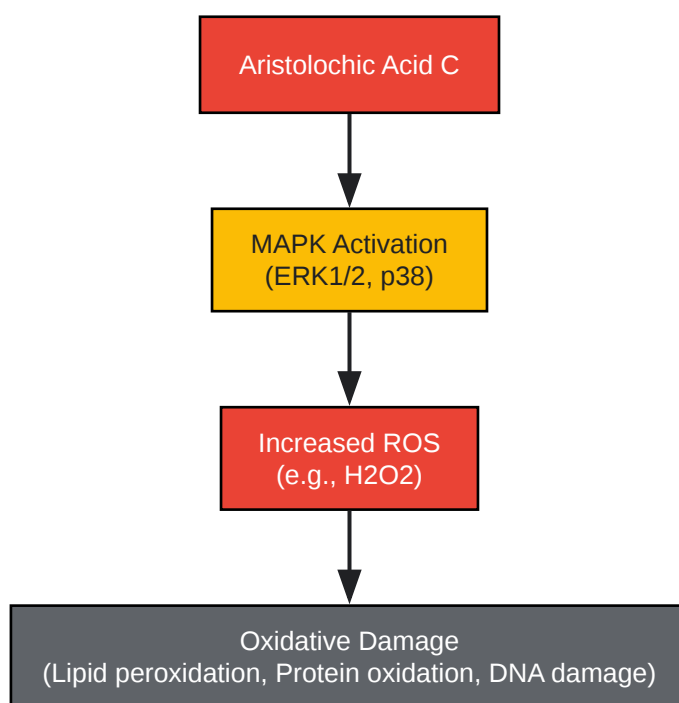 Aristolochic Acid C
MAPK Activation
(ERK1/2, p38)
Increased ROS
(e.g., H2O2)
Oxidative Damage
(Lipid peroxidation, Protein oxidation, DNA damage)